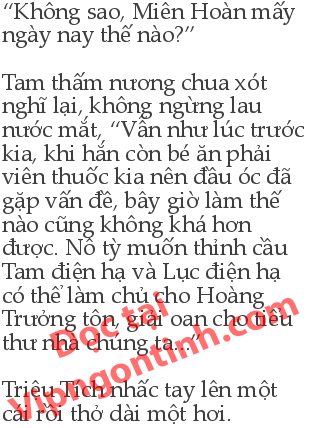 “Không sao, Miên Hoàn mấy
ngày nay thế nào?”
Tam thấm nương chua xót
nghĩ lại, không ngừng lau
nước mắt, “Vẫn như lúc trước
kia, khi hắn còn bé ăn phải
viên thuốc kia nên đầu óc đã
gặp vấn đề, bây giờ làm thế
nào cũng không khá hơn
được. Nô tỳ muốn thỉnh cầu
Tam điện hạ và Lục điện hạ
có thể làm chủ cho Hoàng
Trưởng tôn, giải oan cho tiểu
thư nhà chúng ta...”
Triệu Tích nhấc tay lên một
cái rồi thở dài một hơi.
Đọc tại
Vipngontinh.com